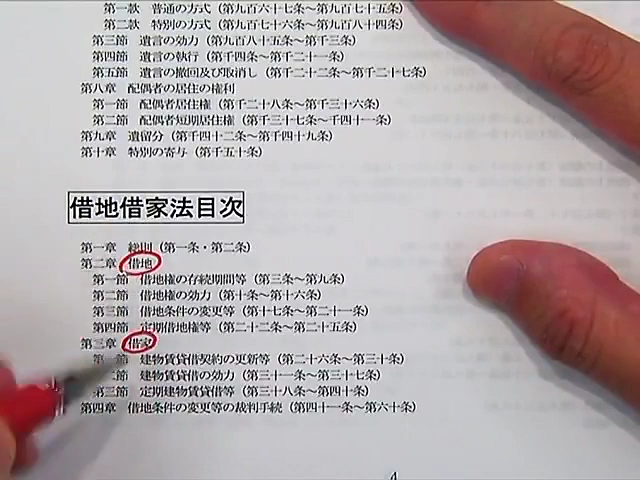 第一款 普通の方式（第九百六十七条～第九百七十五条）
第二款 特別の方式（第九百七十六条～第九百八十四条）
第三節 遺言の効力（第九百八十五条～第千三条）
第四節 遺言の執行（第千四条～第千二十一条）
第五節 遺言の撤回及び取消し（第千二十二条～第千二十七条）
第八章 配偶者の居住の権利
第一節 配偶者居住権（第千二十八条～第千三十六条）
第二節 配偶者短期居住権（第千三十七条～千四十一条）
第九章 遺留分（第千四十二条～第千四十九条）
第十章 特別の寄与（第千五十条）
借地借家法目次
第一章 総則（第一条・第二条）
第二章 借地
第一節 借地権の存続期間等（第三条～第九条）
第二節 借地権の効力（第十条～第十六条）
第三節 借地条件の変更等（第十七条～第二十一条）
第四節 定期借地権等（第二十二条～第二十五条）
第三章 借家
第一節 建物賃貸借契約の更新等（第二十六条～第三十条）
二節 建物賃貸借の効力（第三十一条～第三十七条）
第三節 定期建物賃貸借等（第三十八条～第四十条）
第四章 借地条件の変更等の裁判手続（第四十一条～第六十条）
4